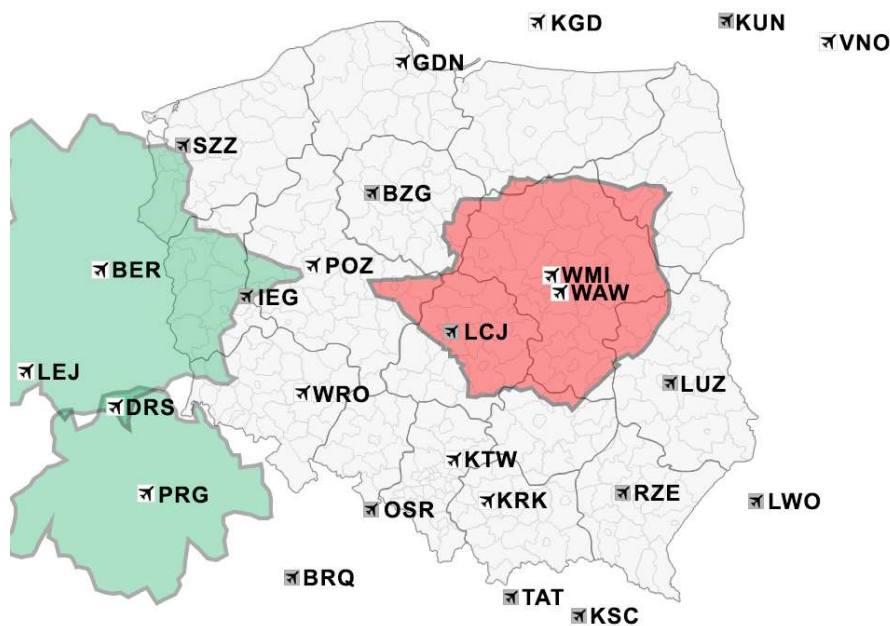 KGD
KUN
VNO
GDN
SZZ
BZG
POZ
BER
WMI
WAW
IEG
LCJ
LEJ
LUZ
WRO
DRS
KTW
PRG
KRK
RZE
LWO
OSR
BRQ
TAT
KSC